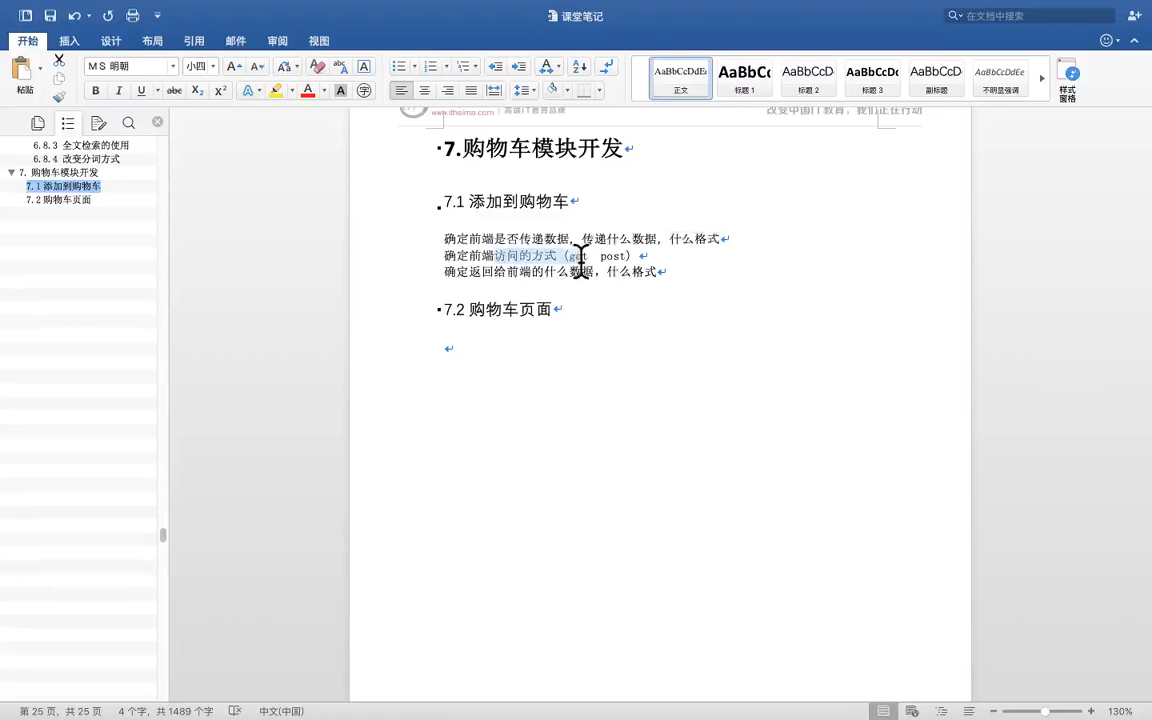 课堂笔记
在文档中搜索
开始 插入 设计 布局 引用 邮件 审阅 视图
粘贴
MS 明朝 小四
AaBbCcDdEe AaBbCc AaBbCcD AaBbCcDc AaBbCcD AaBbCcDdEe
正文 标题 1 标题 2 标题 3 副标题 不明显强调 样式窗格
6.8.3 全文检索的使用
6.8.4 改变分词方式
7. 购物车模块开发
7.1 添加到购物车
7.2 购物车页面
www.itheima.com 高端IT教育品牌 改变中国IT教育，我们正在行动
7.购物车模块开发
7.1 添加到购物车
确定前端是否传递数据，传递什么数据，什么格式
确定前端访问的方式（get post）
确定返回给前端的什么数据，什么格式
7.2 购物车页面
第 25 页，共 25 页 4 个字，共 1489 个字 中文(中国) 130%